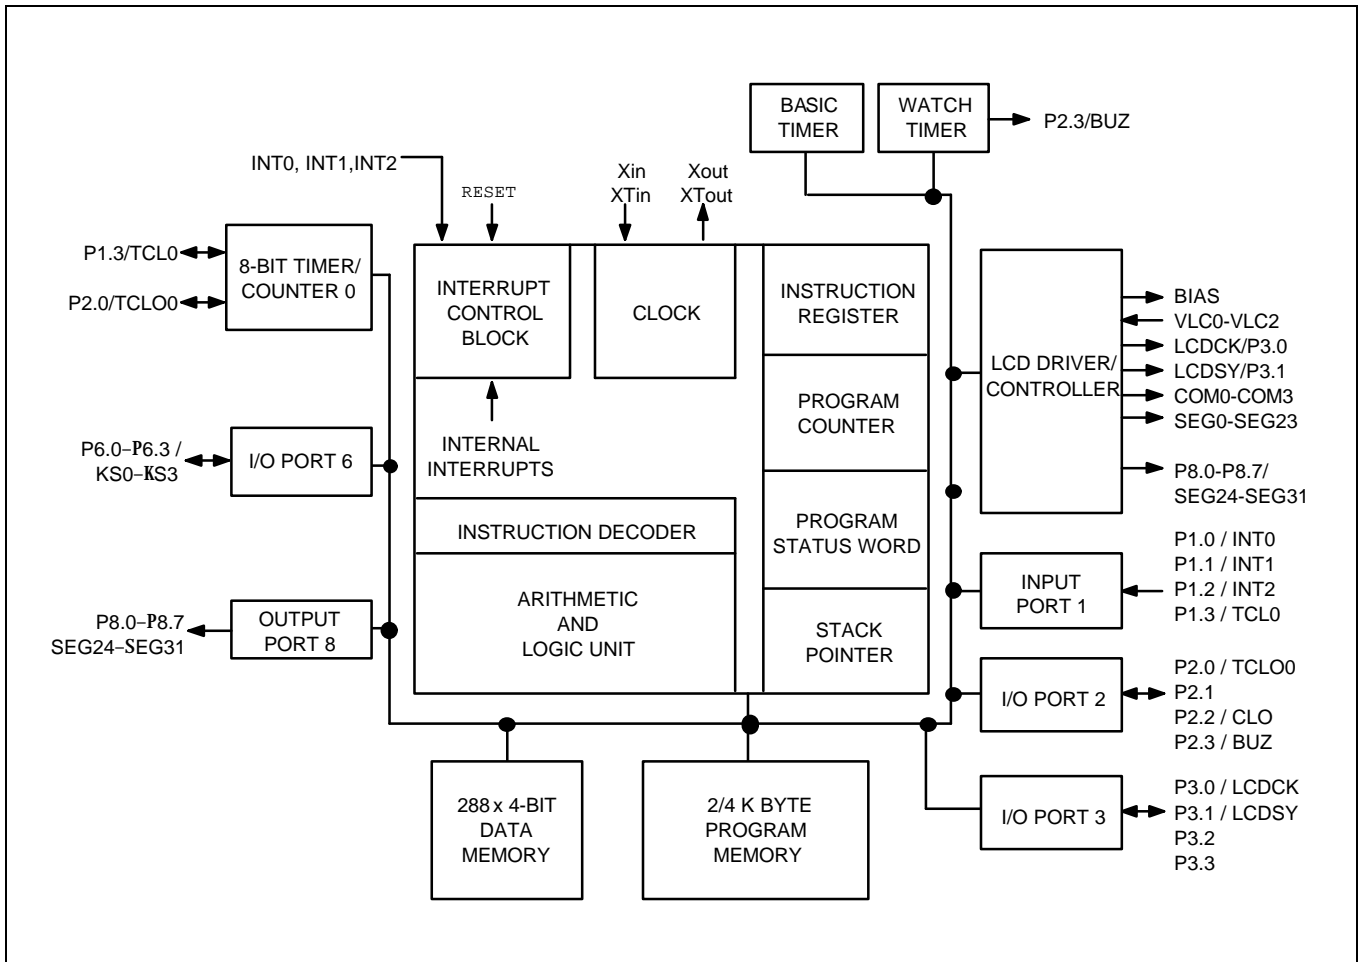 BASIC
TIMER
WATCH
TIMER
P2.3/BUZ
INT0, INT1,INT2
RESET
Xin
XTin
Xout
XTout
P1.3/TCL0
P2.0/TCLO0
8-BIT TIMER/
COUNTER 0
INTERRUPT
CONTROL
BLOCK
CLOCK
INSTRUCTION
REGISTER
LCD DRIVER/
CONTROLLER
BIAS
VLC0-VLC2
LCDCK/P3.0
LCDSY/P3.1
COM0-COM3
SEG0-SEG23
P8.0-P8.7/
SEG24-SEG31
PROGRAM
COUNTER
INTERNAL
INTERRUPTS
P6.0–P6.3 /
KS0–KS3
I/O PORT 6
INSTRUCTION DECODER
PROGRAM
STATUS WORD
INPUT
PORT 1
P1.0 / INT0
P1.1 / INT1
P1.2 / INT2
P1.3 / TCL0
P8.0–P8.7
SEG24–SEG31
OUTPUT
PORT 8
ARITHMETIC
AND
LOGIC UNIT
STACK
POINTER
I/O PORT 2
P2.0 / TCLO0
P2.1
P2.2 / CLO
P2.3 / BUZ
288 x 4-BIT
DATA
MEMORY
2/4 K BYTE
PROGRAM
MEMORY
I/O PORT 3
P3.0 / LCDCK
P3.1 / LCDSY
P3.2
P3.3